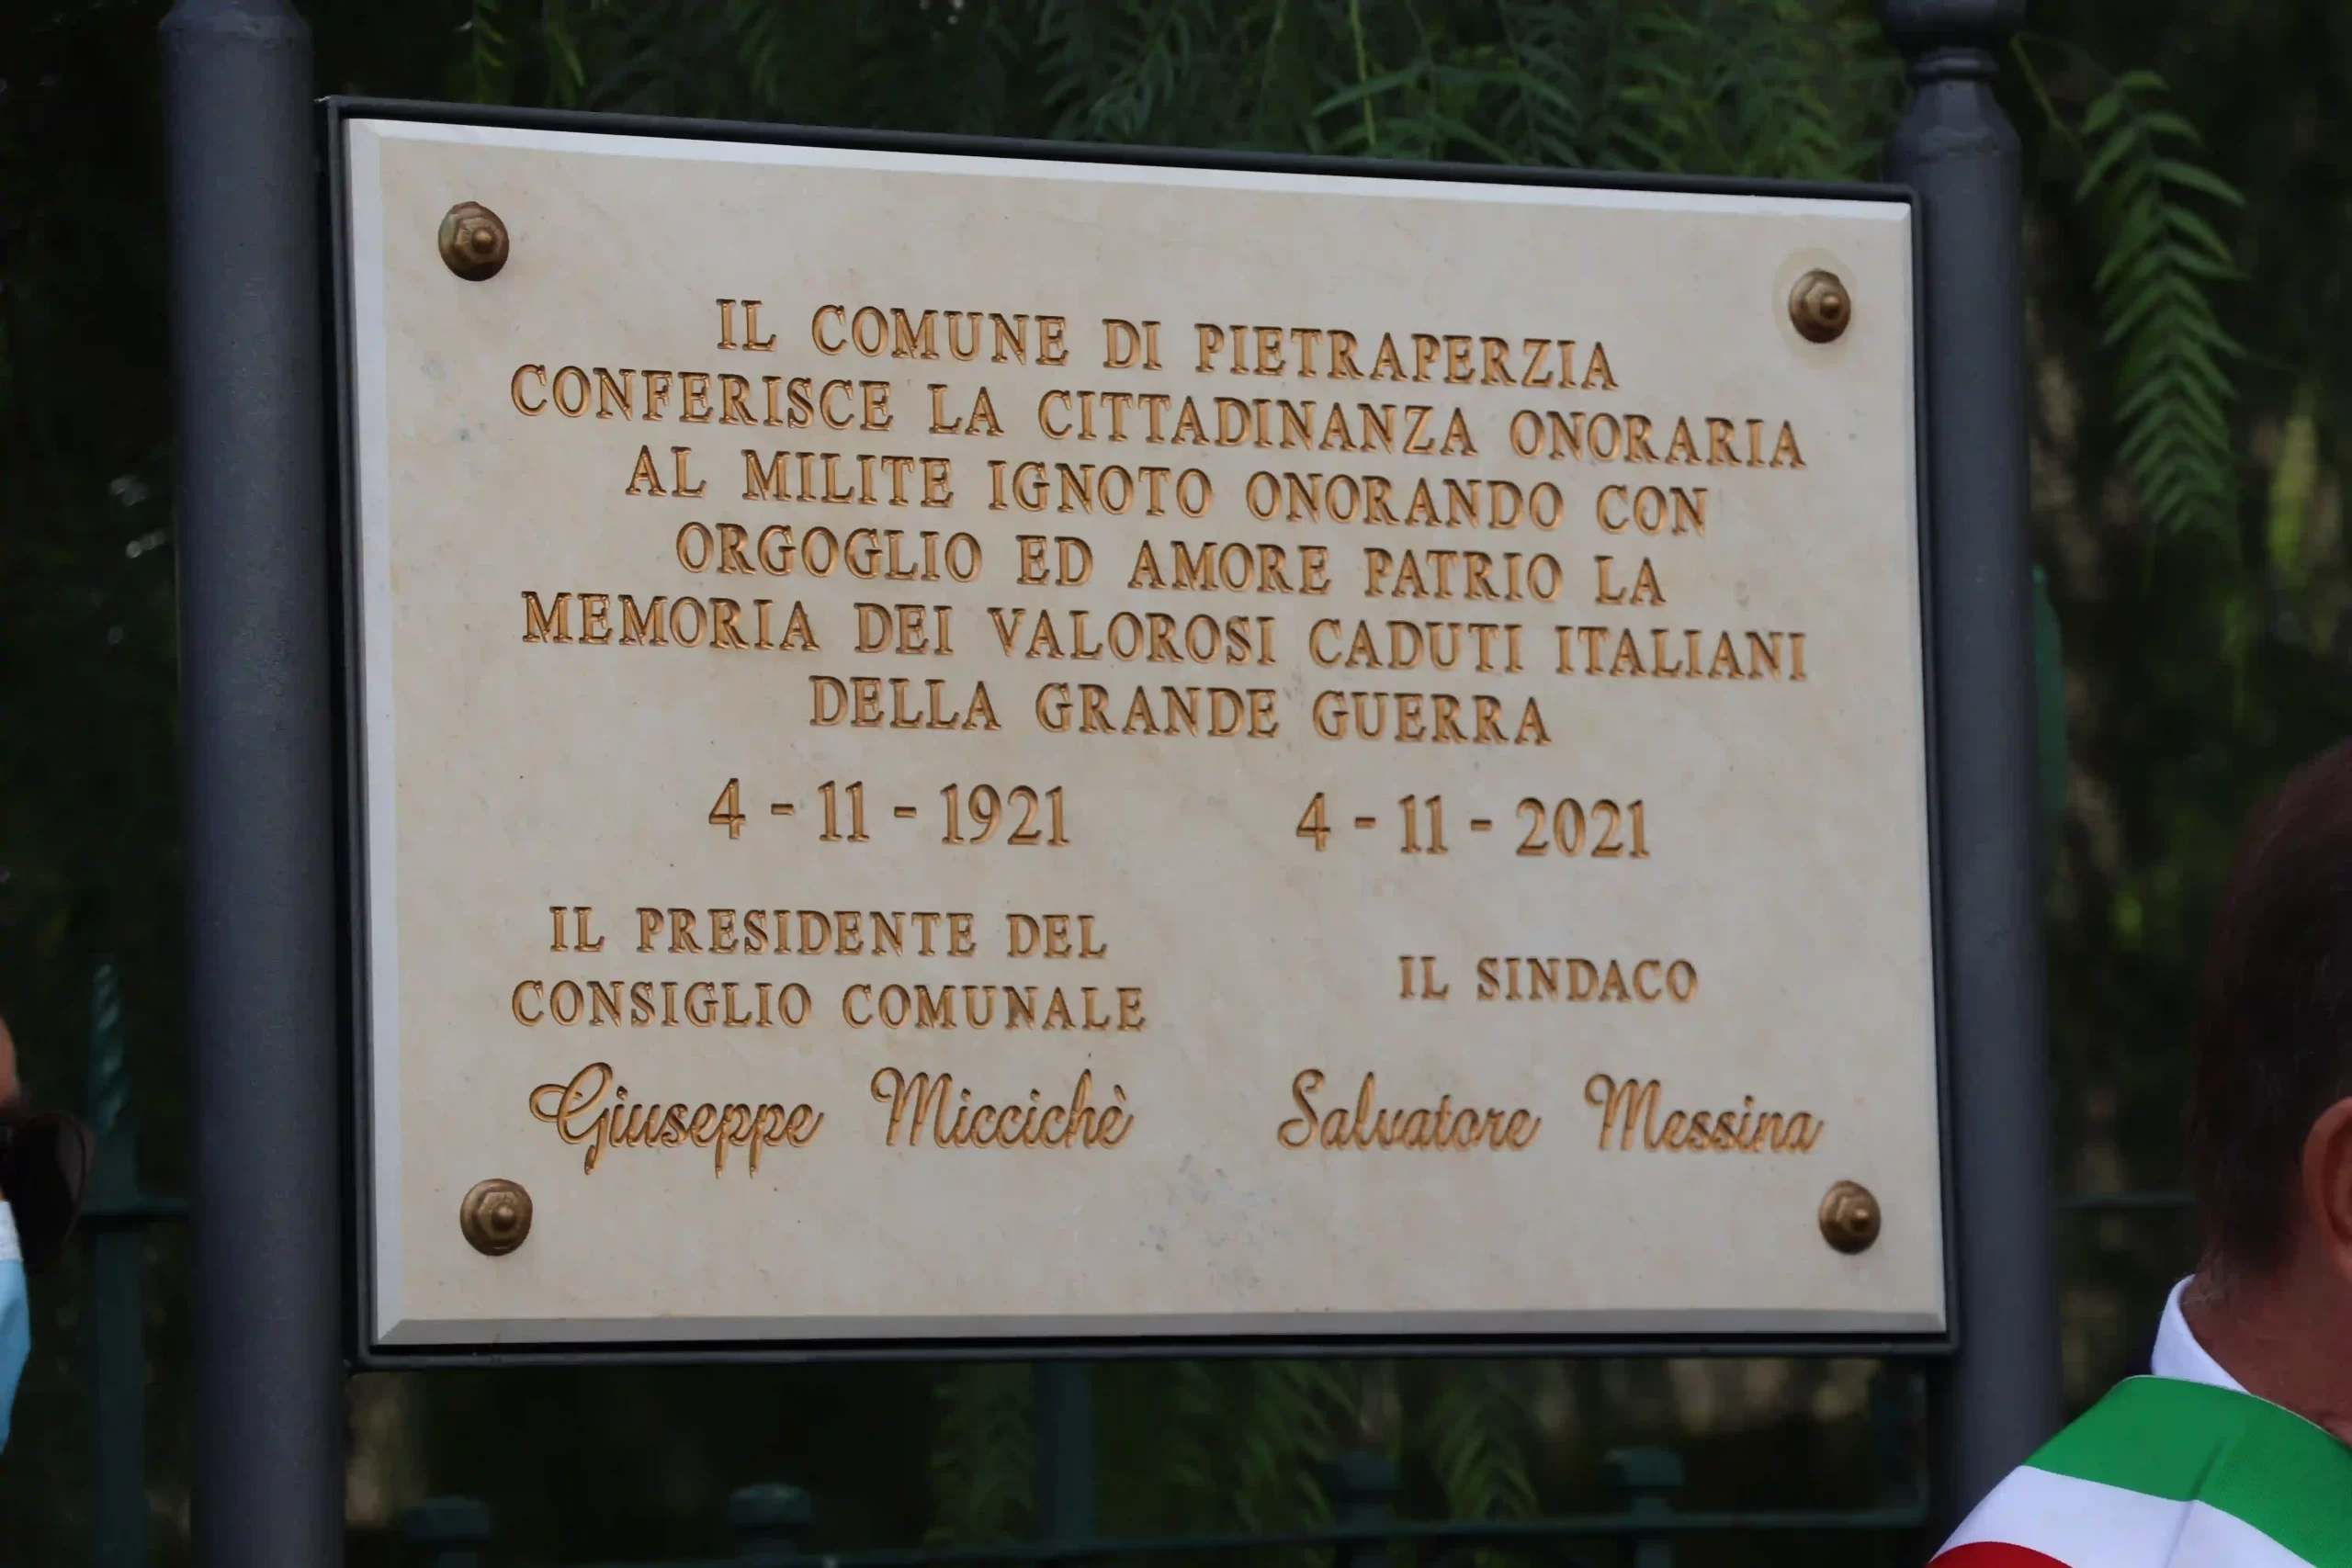 IL COMUNE DI PIETRAPERZIA
CONFERISCE LA CITTADINANZA ONORARIA
AL MILITE IGNOTO ONORANDO CON
ORGOGLIO ED AMORE PATRIO LA
MEMORIA DEI VALOROSI CADUTI ITALIANI
DELLA GRANDE GUERRA
4 - 11 - 1921 4 - 11 - 2021
IL PRESIDENTE DEL
CONSIGLIO COMUNALE
Giuseppe Miccichè
IL SINDACO
Salvatore Messina